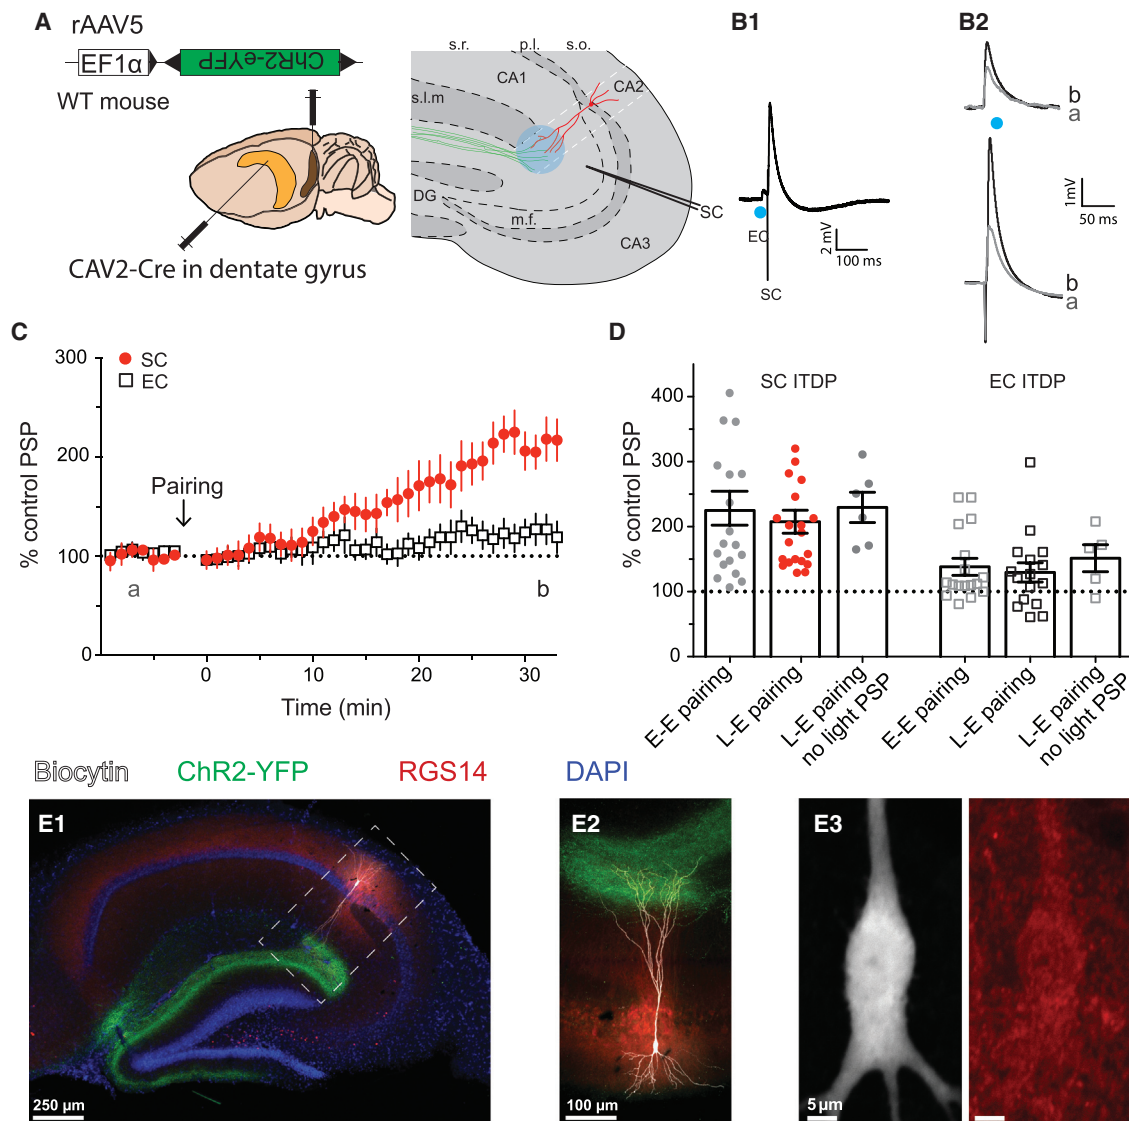 A
rAAV5
EF1α
ChR2-eYFP
WT mouse
CAV2-Cre in dentate gyrus
s.r.
p.l.
s.o.
CA1
CA2
s.l.m
DG
m.f.
SC
CA3
B1
EC
SC
2 mV
100 ms
B2
b
a
b
a
1mV
50 ms
C
SC
EC
% control PSP
300
200
100
0
Pairing
a
b
0
10
20
30
Time (min)
D
SC ITDP
EC ITDP
% control PSP
400
300
200
100
0
E-E pairing
L-E pairing
L-E pairing
no light PSP
E-E pairing
L-E pairing
L-E pairing
no light PSP
Biocytin
ChR2-YFP
RGS14
DAPI
E1
250 µm
E2
100 µm
E3
5 µm